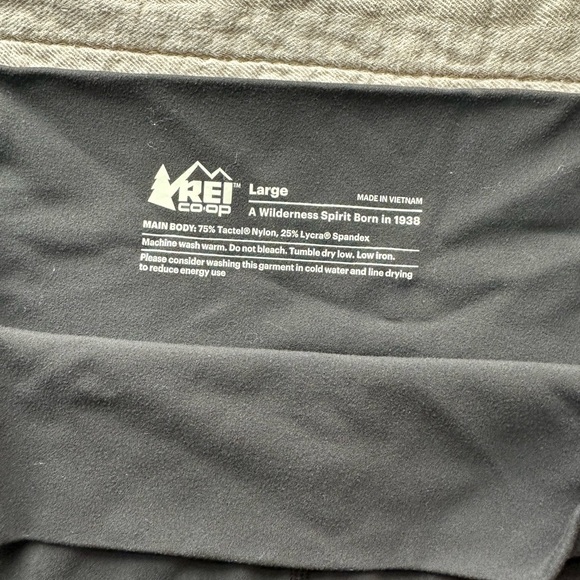 REI™
CO·OP
Large
MADE IN VIETNAM
A Wilderness Spirit Born in 1938
MAIN BODY: 75% Tactel® Nylon, 25% Lycra® Spandex
Machine wash warm. Do not bleach. Tumble dry low. Low iron.
Please consider washing this garment in cold water and line drying
to reduce energy use